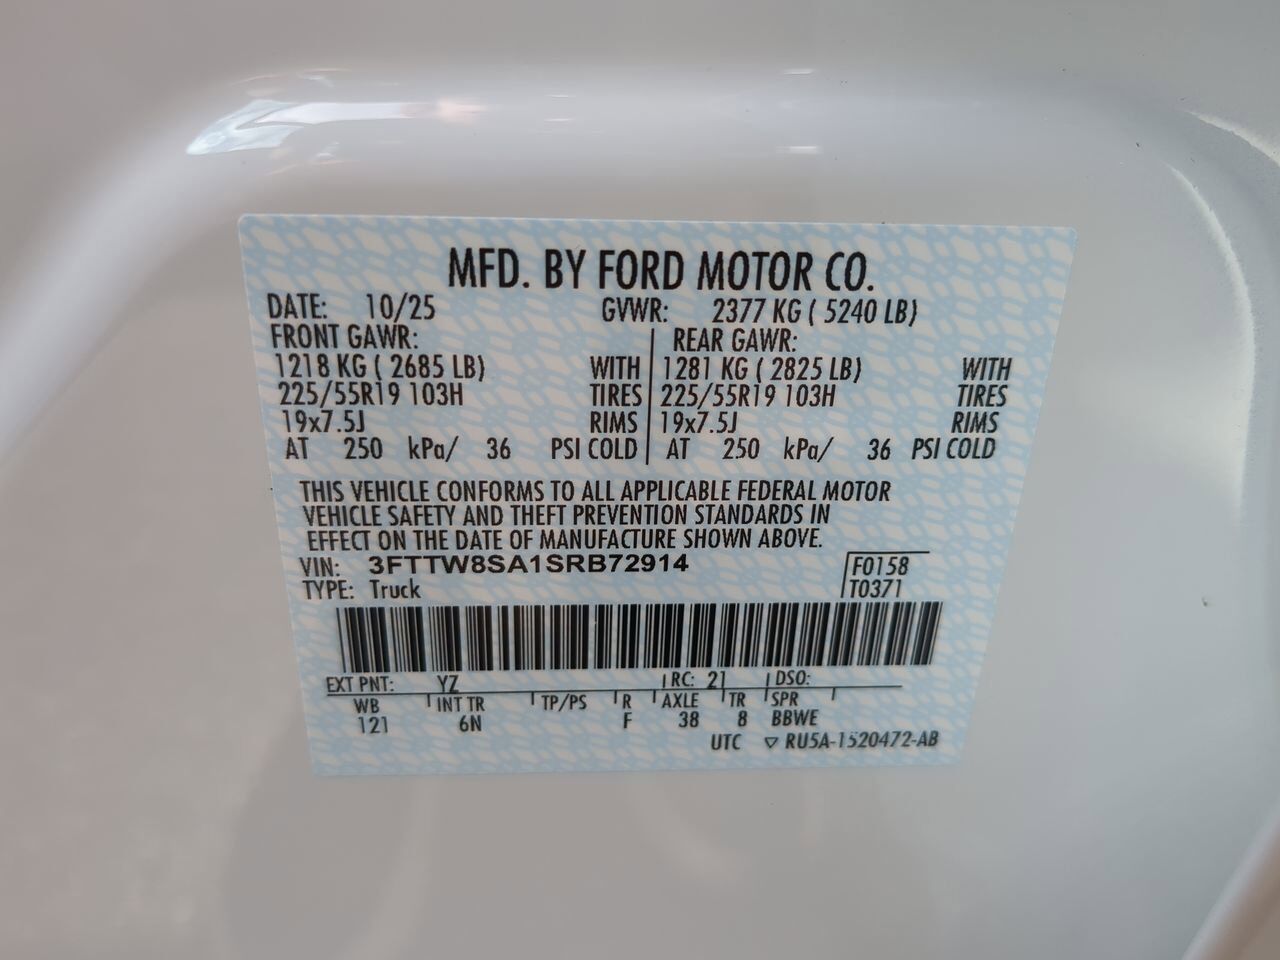 MFD. BY FORD MOTOR CO.
DATE: 10/25 GVWR: 2377 KG ( 5240 LB)
FRONT GAWR: REAR GAWR:
1218 KG ( 2685 LB) WITH 1281 KG ( 2825 LB) WITH
225/55R19 103H TIRES 225/55R19 103H TIRES
19x7.5J RIMS 19x7.5J RIMS
AT 250 kPa/ 36 PSI COLD AT 250 kPa/ 36 PSI COLD
THIS VEHICLE CONFORMS TO ALL APPLICABLE FEDERAL MOTOR
VEHICLE SAFETY AND THEFT PREVENTION STANDARDS IN
EFFECT ON THE DATE OF MANUFACTURE SHOWN ABOVE.
VIN: 3FTTW8SA1SRB72914 F0158
TYPE: Truck T0371
EXT PNT: YZ RC: 21 DSO:
WB INT TR TP/PS R AXLE TR SPR
121 6N F 38 8 BBWE
UTC ▽ RU5A-1520472-AB